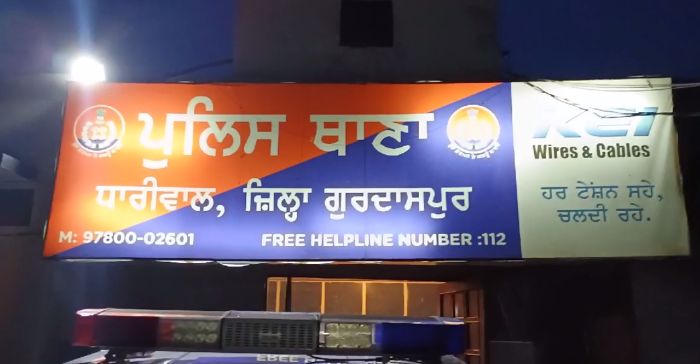 ਪੁਲਿਸ ਥਾਣਾ
ਧਾਰੀਵਾਲ, ਜ਼ਿਲ੍ਹਾ ਗੁਰਦਾਸਪੁਰ
M: 97800-02601 FREE HELPLINE NUMBER :112
KEI
Wires & Cables
ਹਰ ਟੇਂਸ਼ਨ ਸਹੇ,
ਚਲਦੀ ਰਹੇ.